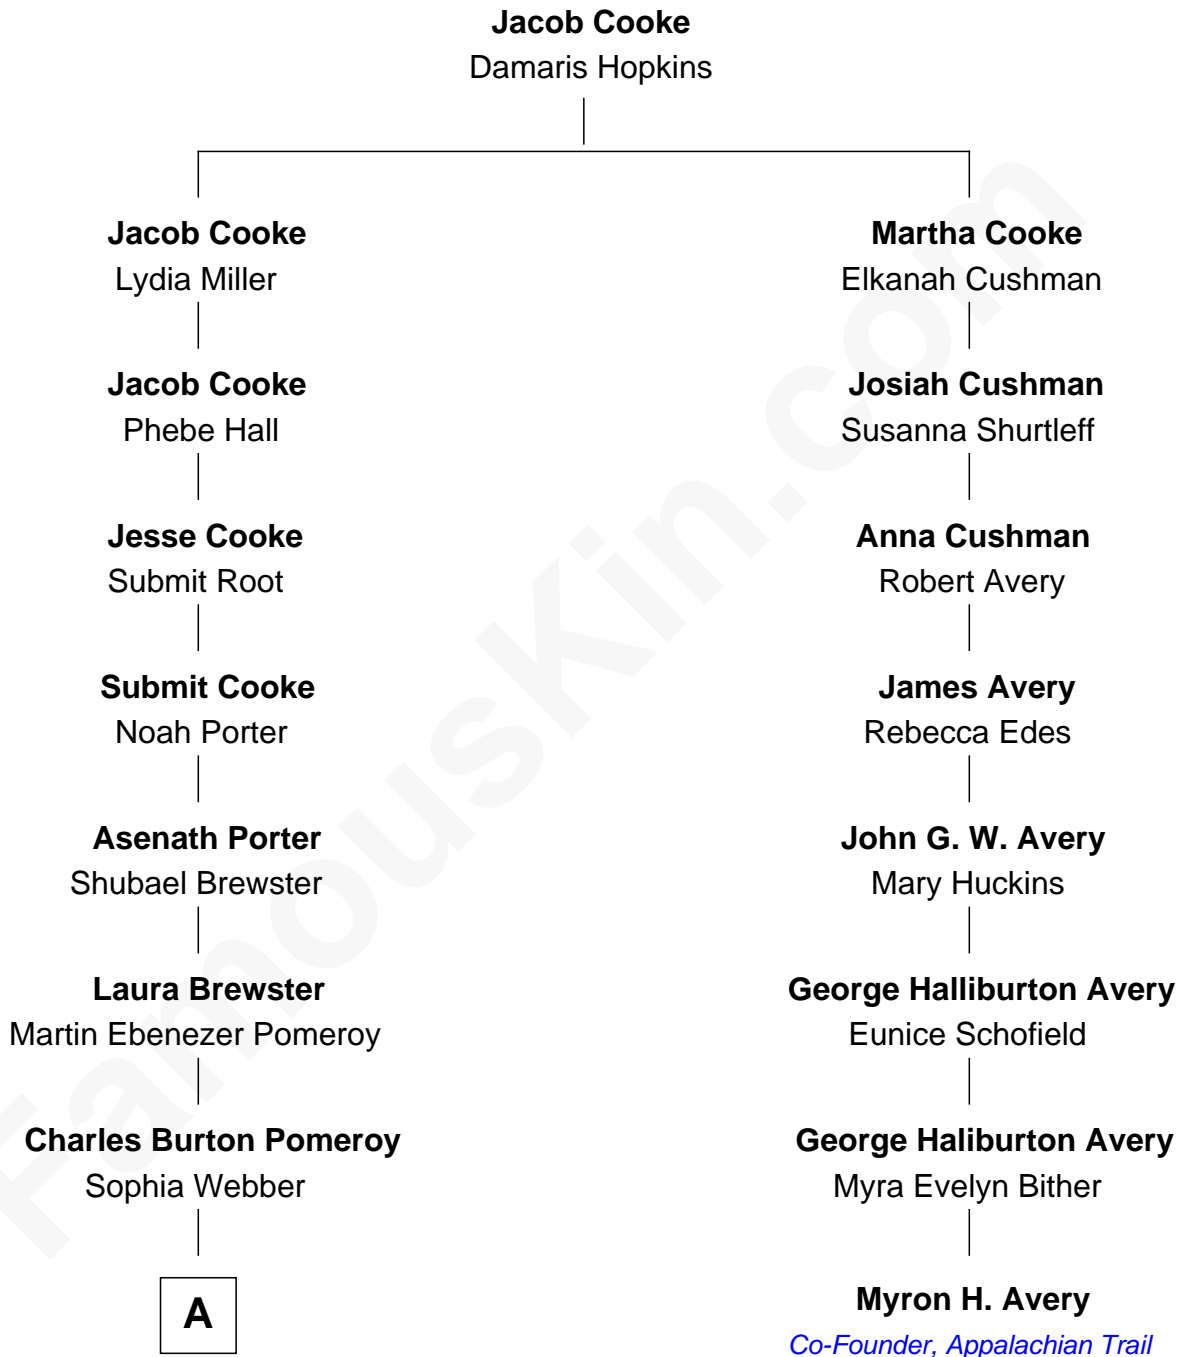 Jacob Cooke
Damaris Hopkins
Jacob Cooke
Lydia Miller
Martha Cooke
Elkanah Cushman
Jacob Cooke
Phebe Hall
Josiah Cushman
Susanna Shurtleff
Jesse Cooke
Submit Root
Anna Cushman
Robert Avery
Submit Cooke
Noah Porter
James Avery
Rebecca Edes
Asenath Porter
Shubael Brewster
John G. W. Avery
Mary Huckins
Laura Brewster
Martin Ebenezer Pomeroy
George Halliburton Avery
Eunice Schofield
Charles Burton Pomeroy
Sophia Webber
George Haliburton Avery
Myra Evelyn Bither
A
Myron H. Avery
Co-Founder, Appalachian Trail
FamousKin.com